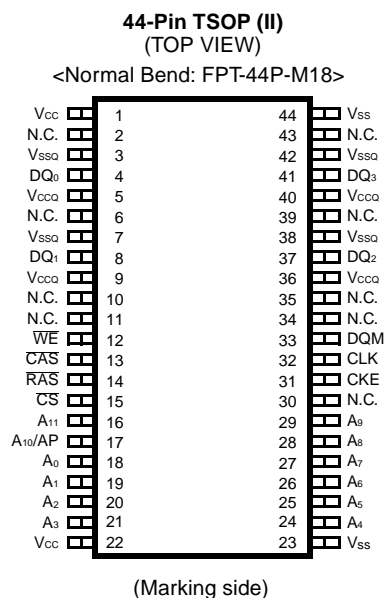 44-Pin TSOP (II)
(TOP VIEW)
<Normal Bend: FPT-44P-M18>
VCC 1 44 VSS
N.C. 2 43 N.C.
VSSQ 3 42 VSSQ
DQ0 4 41 DQ3
VCCQ 5 40 VCCQ
N.C. 6 39 N.C.
VSSQ 7 38 VSSQ
DQ1 8 37 DQ2
VCCQ 9 36 VCCQ
N.C. 10 35 N.C.
N.C. 11 34 N.C.
W̅E̅ 12 33 DQM
C̅A̅S̅ 13 32 CLK
R̅A̅S̅ 14 31 CKE
C̅S̅ 15 30 N.C.
A11 16 29 A9
A10/AP 17 28 A8
A0 18 27 A7
A1 19 26 A6
A2 20 25 A5
A3 21 24 A4
VCC 22 23 VSS
(Marking side)